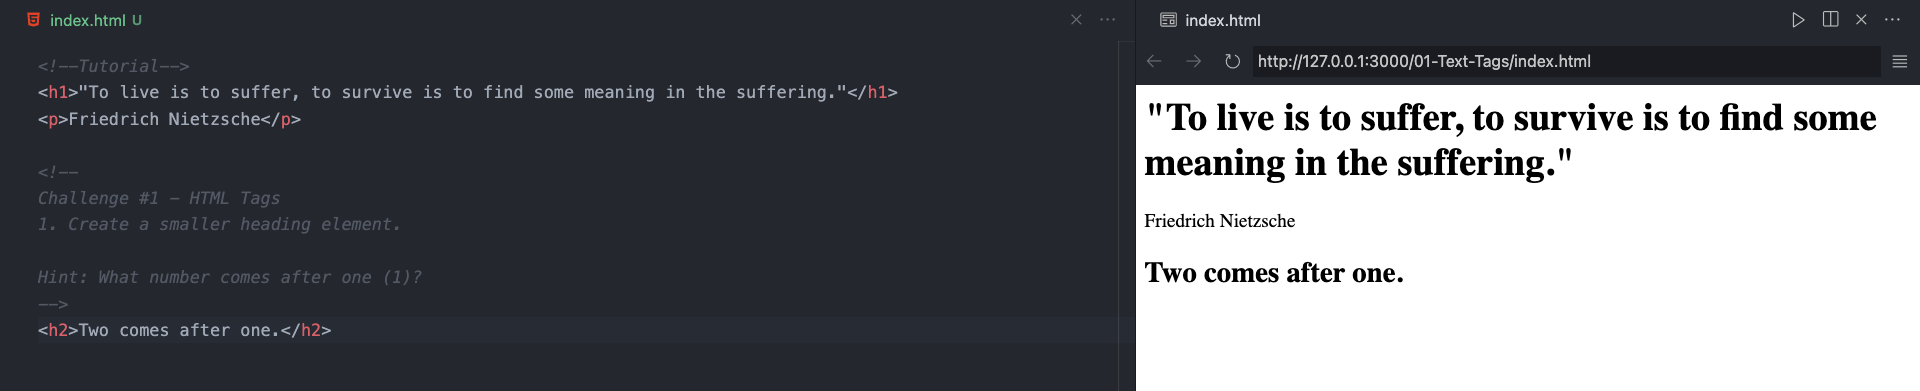 index.html U
<!--Tutorial-->
<h1>"To live is to suffer, to survive is to find some meaning in the suffering."</h1>
<p>Friedrich Nietzsche</p>
<!--
Challenge #1 - HTML Tags
1. Create a smaller heading element.
Hint: What number comes after one (1)?
-->
<h2>Two comes after one.</h2>
index.html
http://127.0.0.1:3000/01-Text-Tags/index.html
"To live is to suffer, to survive is to find some
meaning in the suffering."
Friedrich Nietzsche
Two comes after one.